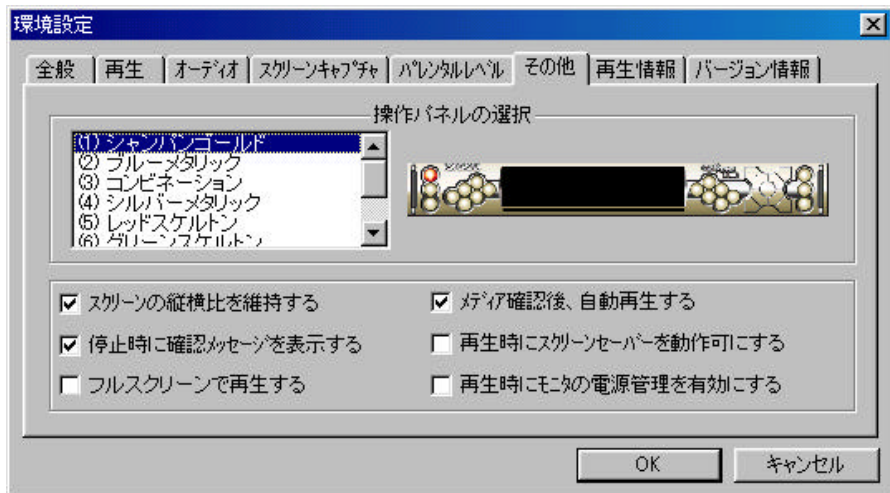 環境設定
全般 再生 オーディオ スクリーンキャプチャ パレンタルレベル その他 再生情報 バージョン情報
操作パネルの選択
(1) シャンパンゴールド
(2) ブルーメタリック
(3) コンビネーション
(4) シルバーメタリック
(5) レッドスケルトン
(6) グリーンスケルトン
スクリーンの縦横比を維持する
メディア確認後、自動再生する
停止時に確認メッセージを表示する
再生時にスクリーンセーバーを動作可にする
フルスクリーンで再生する
再生時にモニタの電源管理を有効にする
OK キャンセル